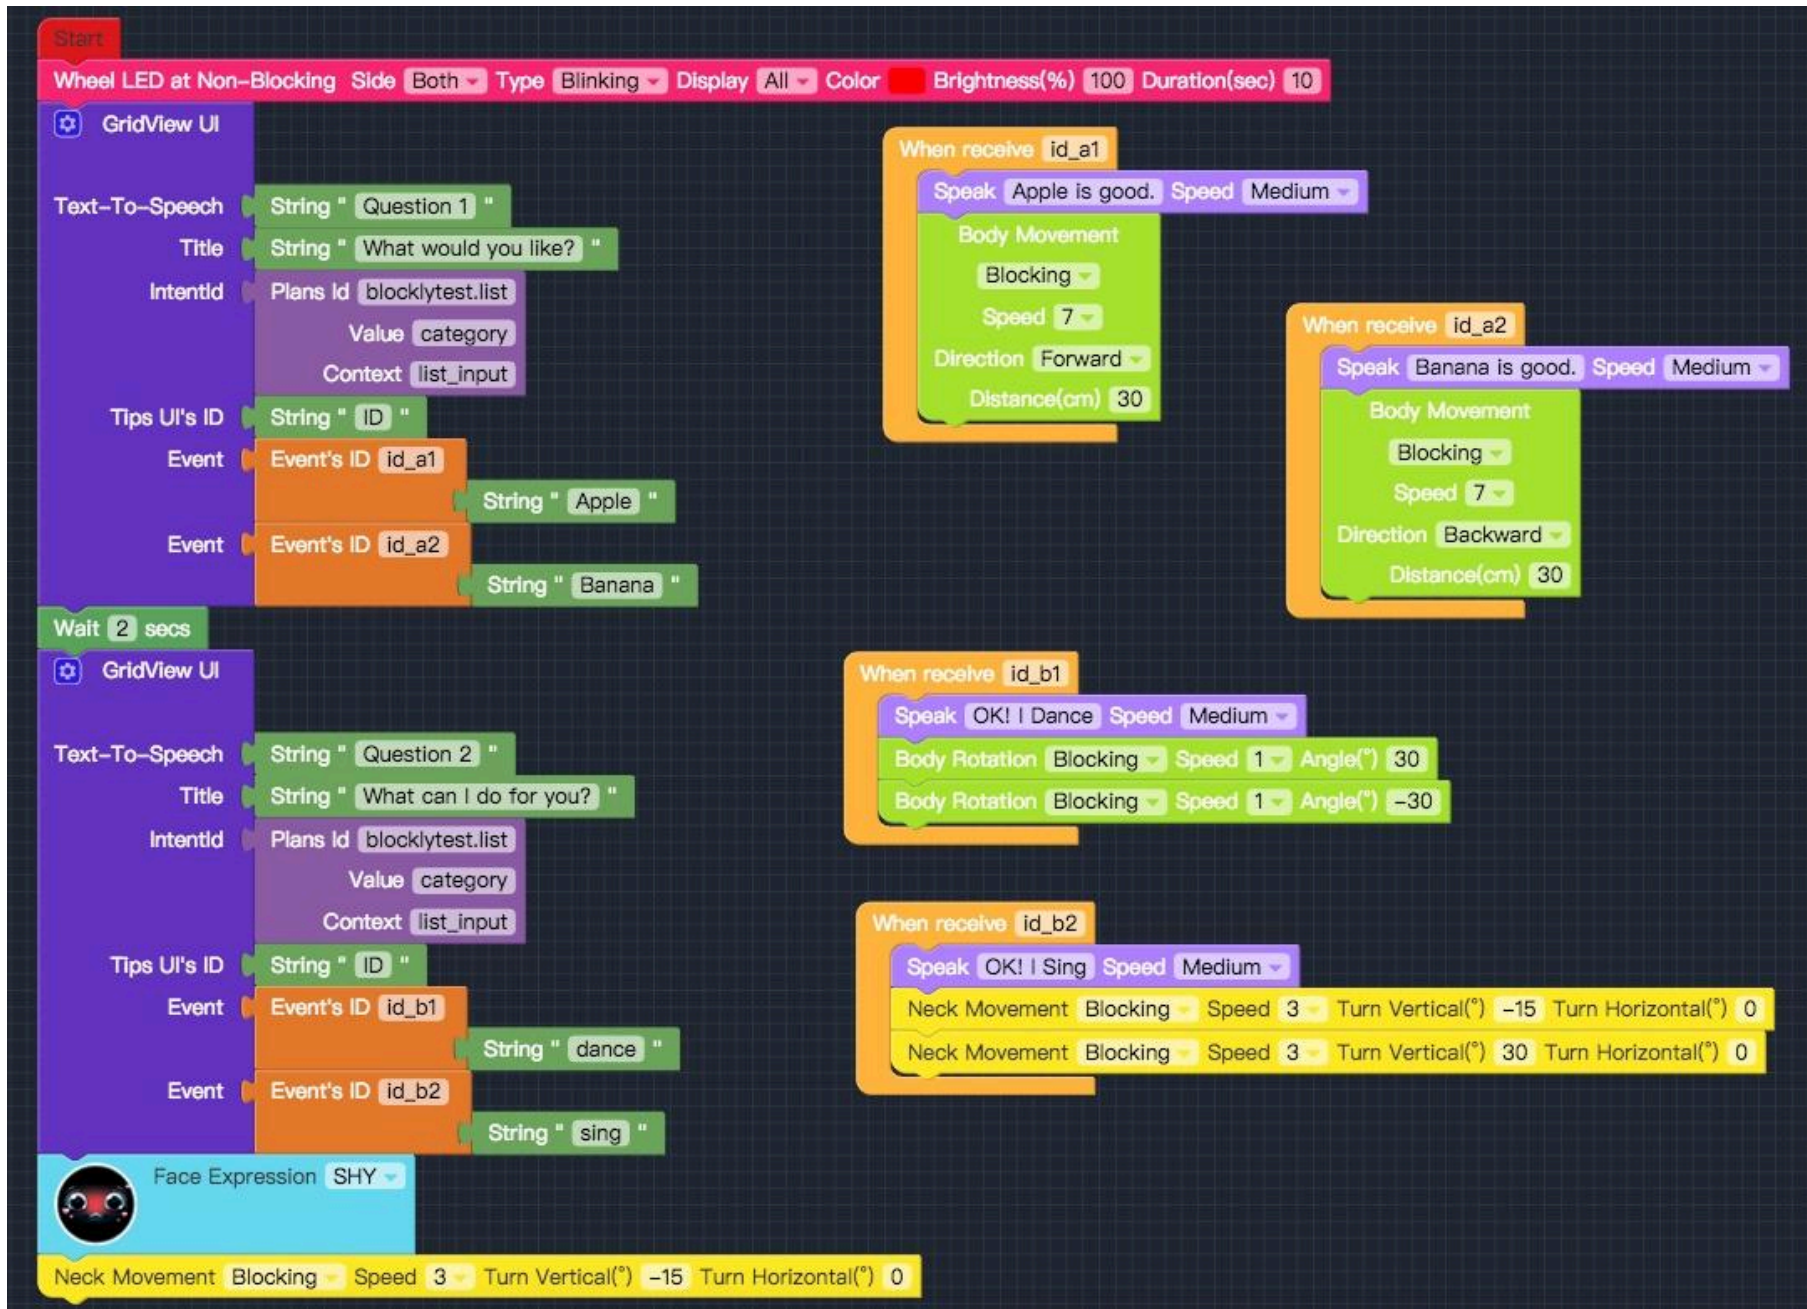 Start
Wheel LED at Non-Blocking Side Both Type Blinking Display All Color Brightness(%) 100 Duration(sec) 10
GridView UI
Text-To-Speech String " Question 1 "
Title String " What would you like? "
IntentId Plans Id blocklytest.list
Value category
Context list_input
Tips UI's ID String " ID "
Event Event's ID id_a1
String " Apple "
Event Event's ID id_a2
String " Banana "
Wait 2 secs
GridView UI
Text-To-Speech String " Question 2 "
Title String " What can I do for you? "
IntentId Plans Id blocklytest.list
Value category
Context list_input
Tips UI's ID String " ID "
Event Event's ID id_b1
String " dance "
Event Event's ID id_b2
String " sing "
Face Expression SHY
Neck Movement Blocking Speed 3 Turn Vertical(°) -15 Turn Horizontal(°) 0
When receive id_a1
Speak Apple is good. Speed Medium
Body Movement
Blocking
Speed 7
Direction Forward
Distance(cm) 30
When receive id_a2
Speak Banana is good. Speed Medium
Body Movement
Blocking
Speed 7
Direction Backward
Distance(cm) 30
When receive id_b1
Speak OK! I Dance Speed Medium
Body Rotation Blocking Speed 1 Angle(°) 30
Body Rotation Blocking Speed 1 Angle(°) -30
When receive id_b2
Speak OK! I Sing Speed Medium
Neck Movement Blocking Speed 3 Turn Vertical(°) -15 Turn Horizontal(°) 0
Neck Movement Blocking Speed 3 Turn Vertical(°) 30 Turn Horizontal(°) 0